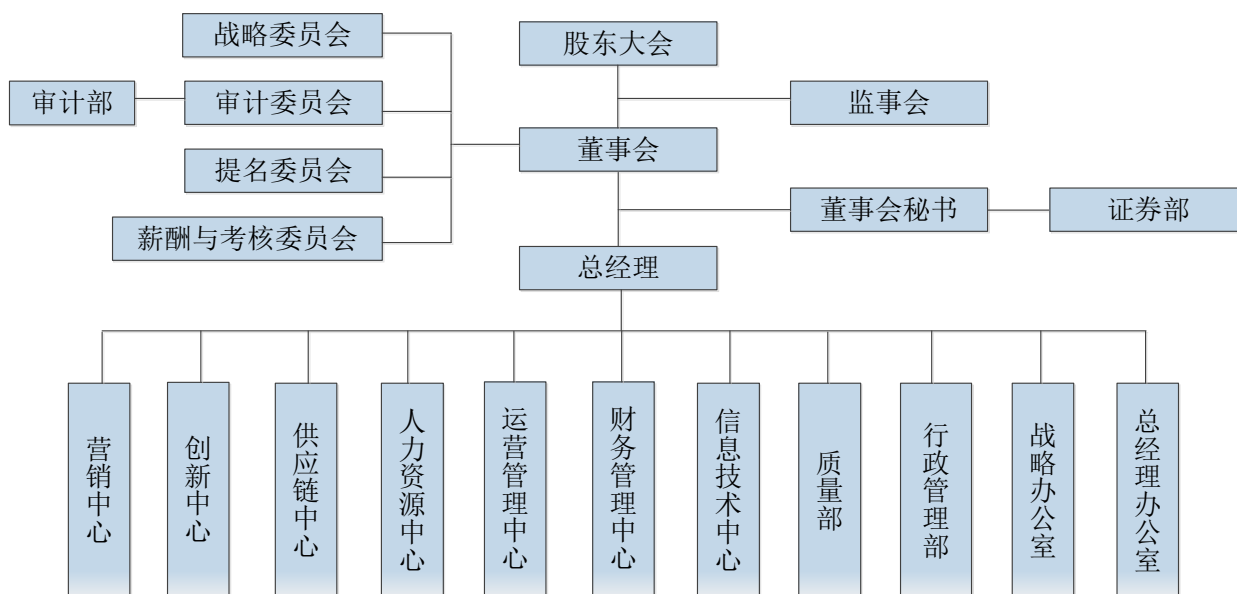 战略委员会
股东大会
审计部
审计委员会
监事会
董事会
提名委员会
董事会秘书
证券部
薪酬与考核委员会
总经理
营销中心
创新中心
供应链中心
人力资源中心
运营管理中心
财务管理中心
信息技术中心
质量部
行政管理部
战略办公室
总经理办公室